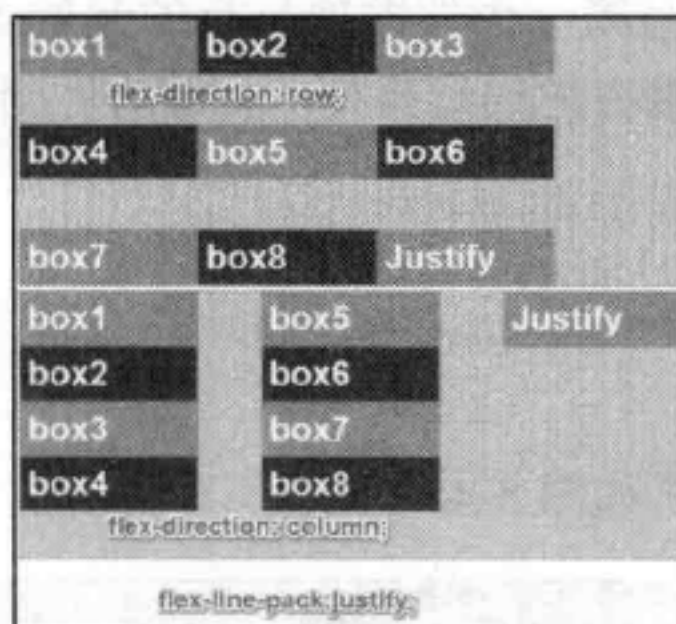 box1 box2 box3
flex-direction: row;
box4 box5 box6
box7 box8 Justify
box1 box5 Justify
box2 box6
box3 box7
box4 box8
flex-direction: column;
flex-line-pack:justify;